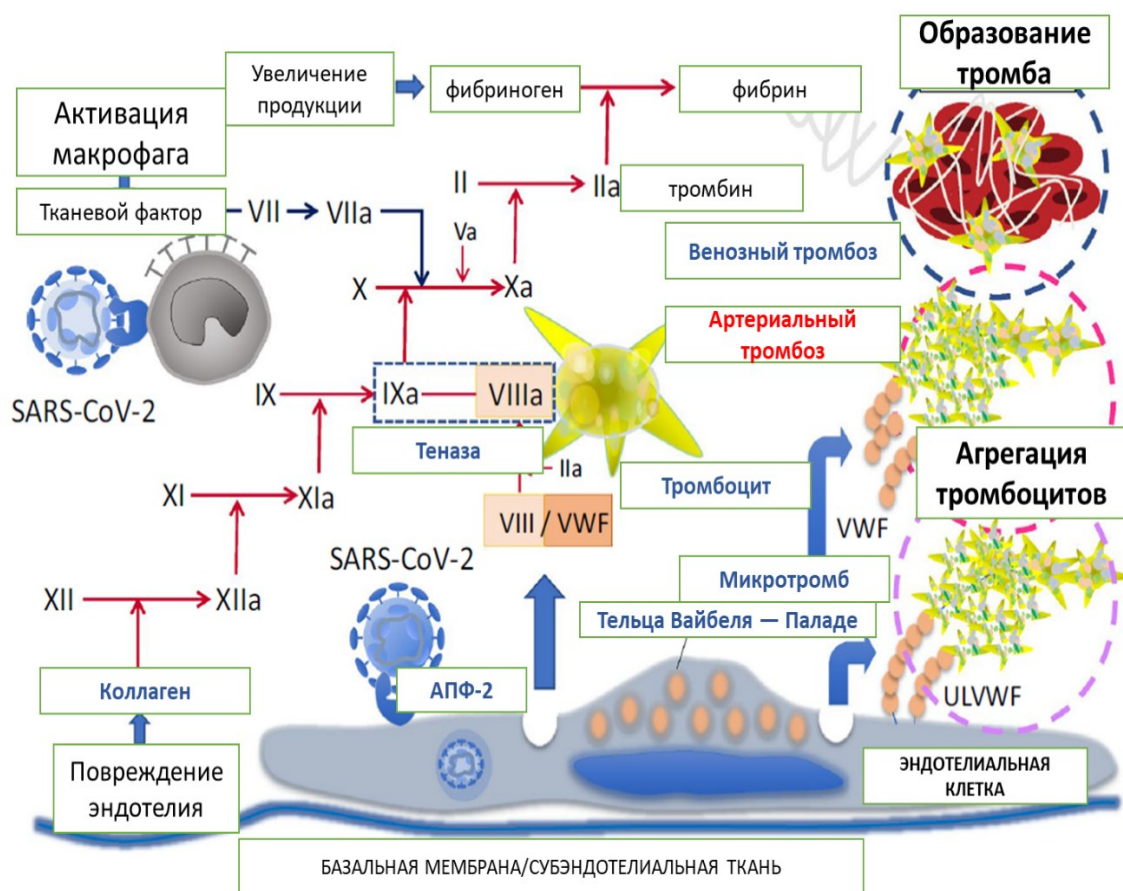 Образование
тромба
Увеличение
продукции
фибриноген
фибрин
Активация
макрофага
Тканевой фактор
VII
VIIa
II
IIa
тромбин
Va
Венозный тромбоз
X
Xa
Артериальный
тромбоз
SARS-CoV-2
IX
IXa
VIIIa
Теназа
IIa
Тромбоцит
Агрегация
тромбоцитов
XI
XIa
VIII / VWF
VWF
SARS-CoV-2
Микротромб
XII
XIIa
Тельца Вайбеля — Паладе
Коллаген
АПФ-2
ULVWF
Повреждение
эндотелия
ЭНДОТЕЛИАЛЬНАЯ
КЛЕТКА
БАЗАЛЬНАЯ МЕМБРАНА/СУБЭНДОТЕЛИАЛЬНАЯ ТКАНЬ